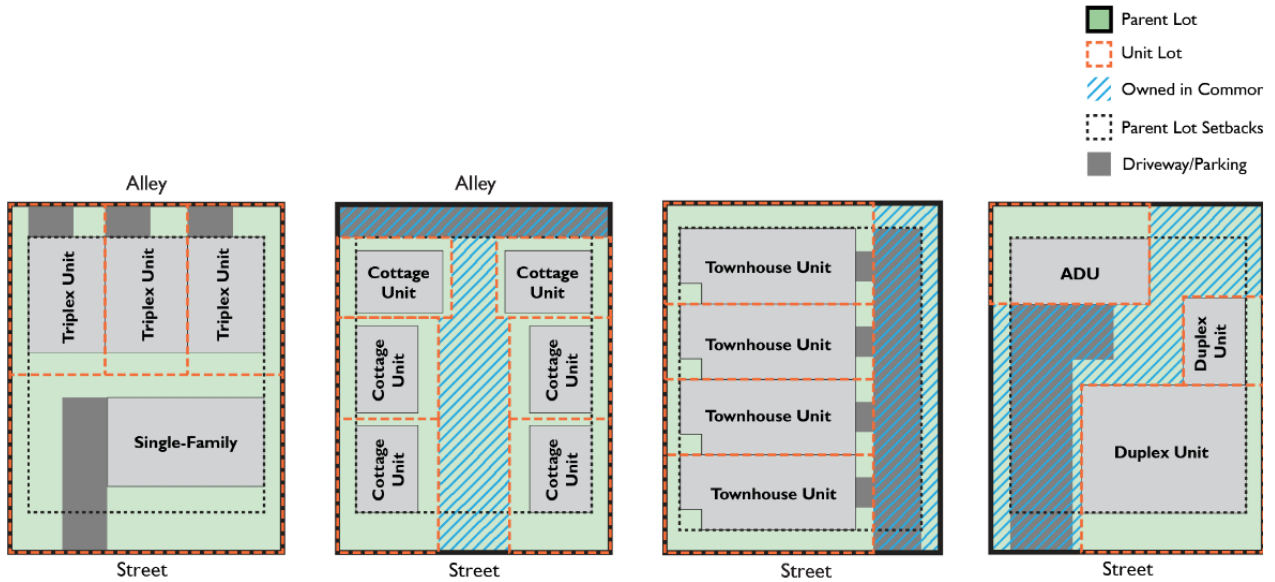 Parent Lot
Unit Lot
Owned in Common
Parent Lot Setbacks
Driveway/Parking
Alley
Triplex Unit
Triplex Unit
Triplex Unit
Single-Family
Street
Alley
Cottage
Unit
Cottage
Unit
Cottage
Unit
Cottage
Unit
Cottage
Unit
Cottage
Unit
Street
Townhouse Unit
Townhouse Unit
Townhouse Unit
Townhouse Unit
Street
ADU
Duplex
Unit
Duplex Unit
Street